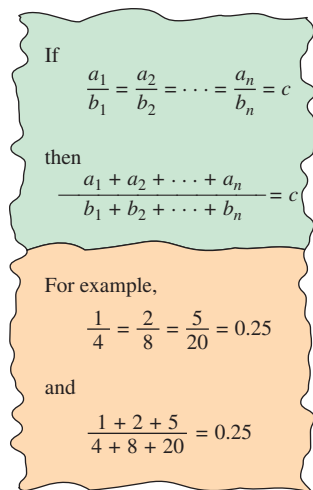 If
a₁/b₁ = a₂/b₂ = · · · = aₙ/bₙ = c
then
(a₁ + a₂ + · · · + aₙ)/(b₁ + b₂ + · · · + bₙ) = c
For example,
1/4 = 2/8 = 5/20 = 0.25
and
(1 + 2 + 5)/(4 + 8 + 20) = 0.25